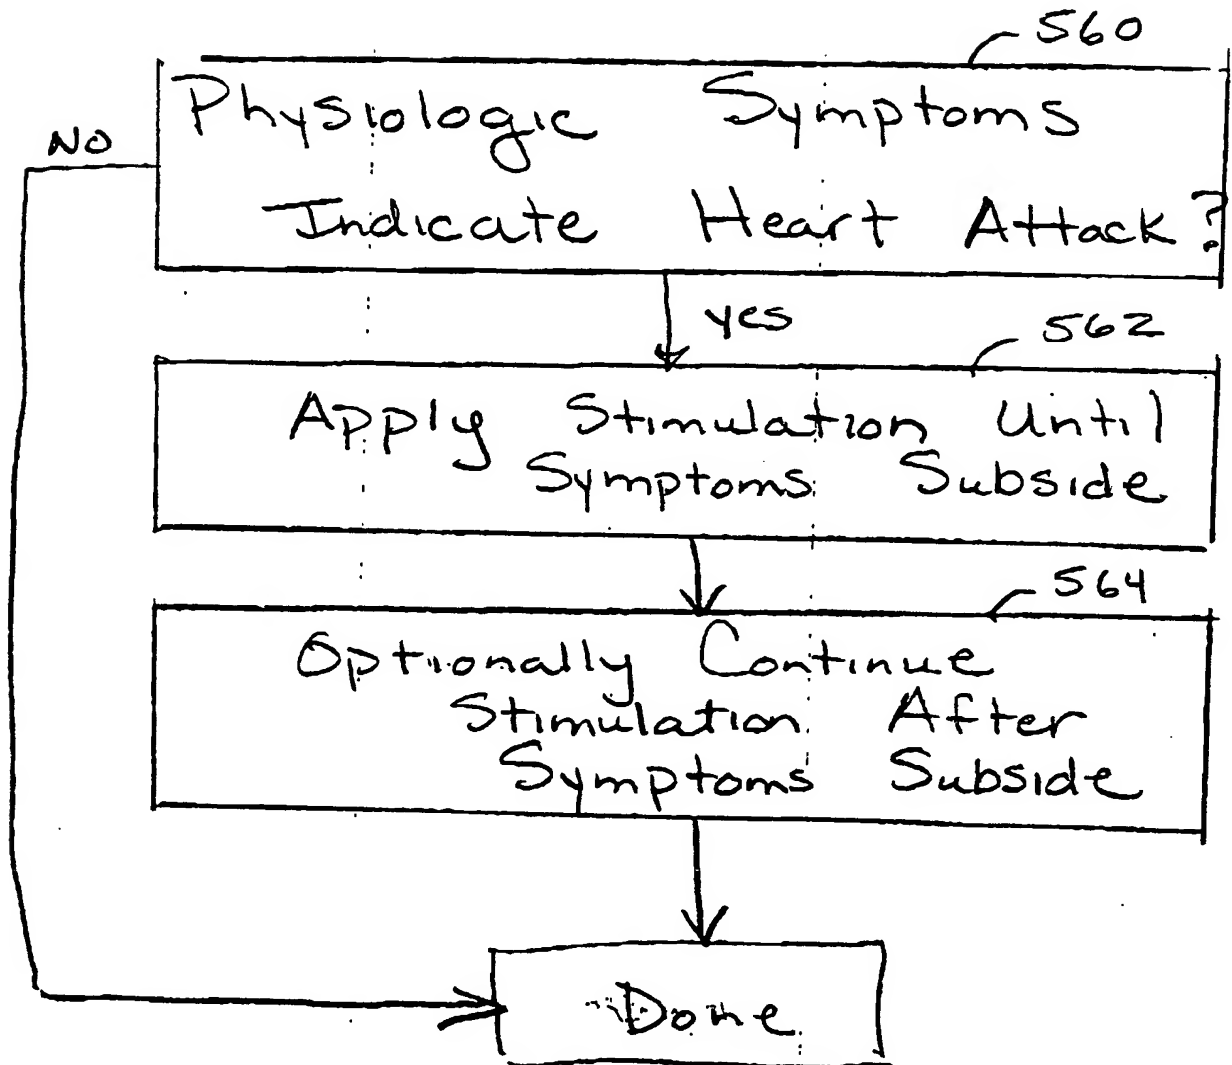 560
Physiologic Symptoms
NO
Indicate Heart Attack?
yes
562
Apply Stimulation Until
Symptoms Subside
564
Optionally Continue
Stimulation After
Symptoms Subside
Done